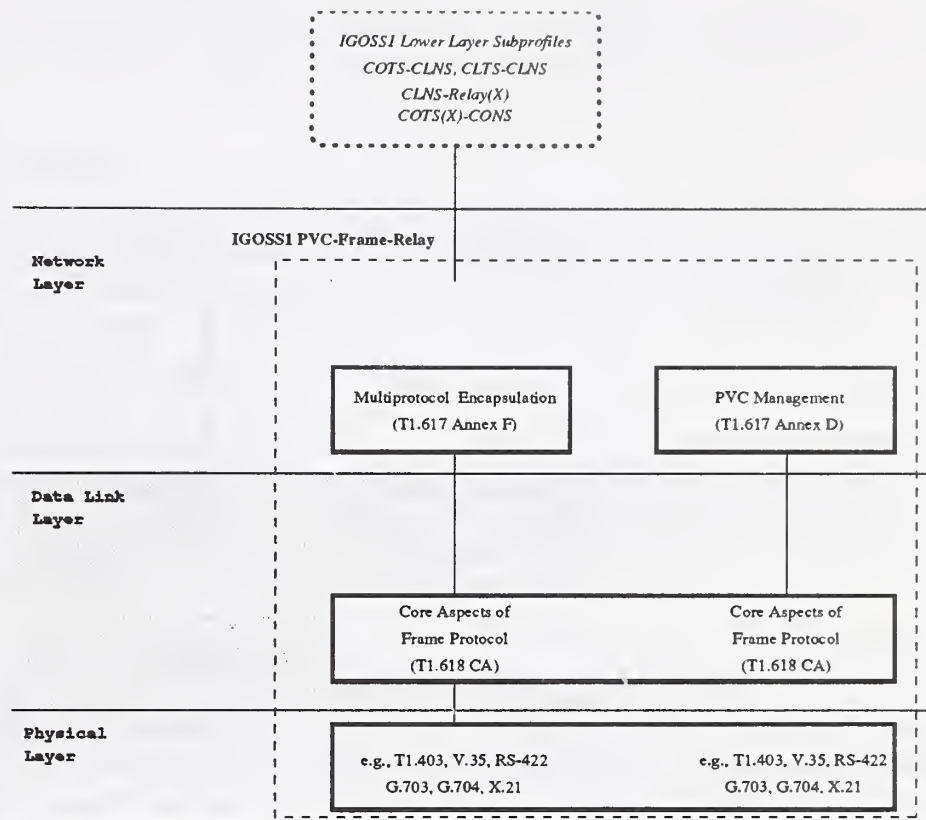 IGOSS1 Lower Layer Subprofiles
COTS-CLNS, CLTS-CLNS
CLNS-Relay(X)
COTS(X)-CONS
IGOSS1 PVC-Frame-Relay
Network
Layer
Multiprotocol Encapsulation
(T1.617 Annex F)
PVC Management
(T1.617 Annex D)
Data Link
Layer
Core Aspects of
Frame Protocol
(T1.618 CA)
Core Aspects of
Frame Protocol
(T1.618 CA)
Physical
Layer
e.g., T1.403, V.35, RS-422
G.703, G.704, X.21
e.g., T1.403, V.35, RS-422
G.703, G.704, X.21